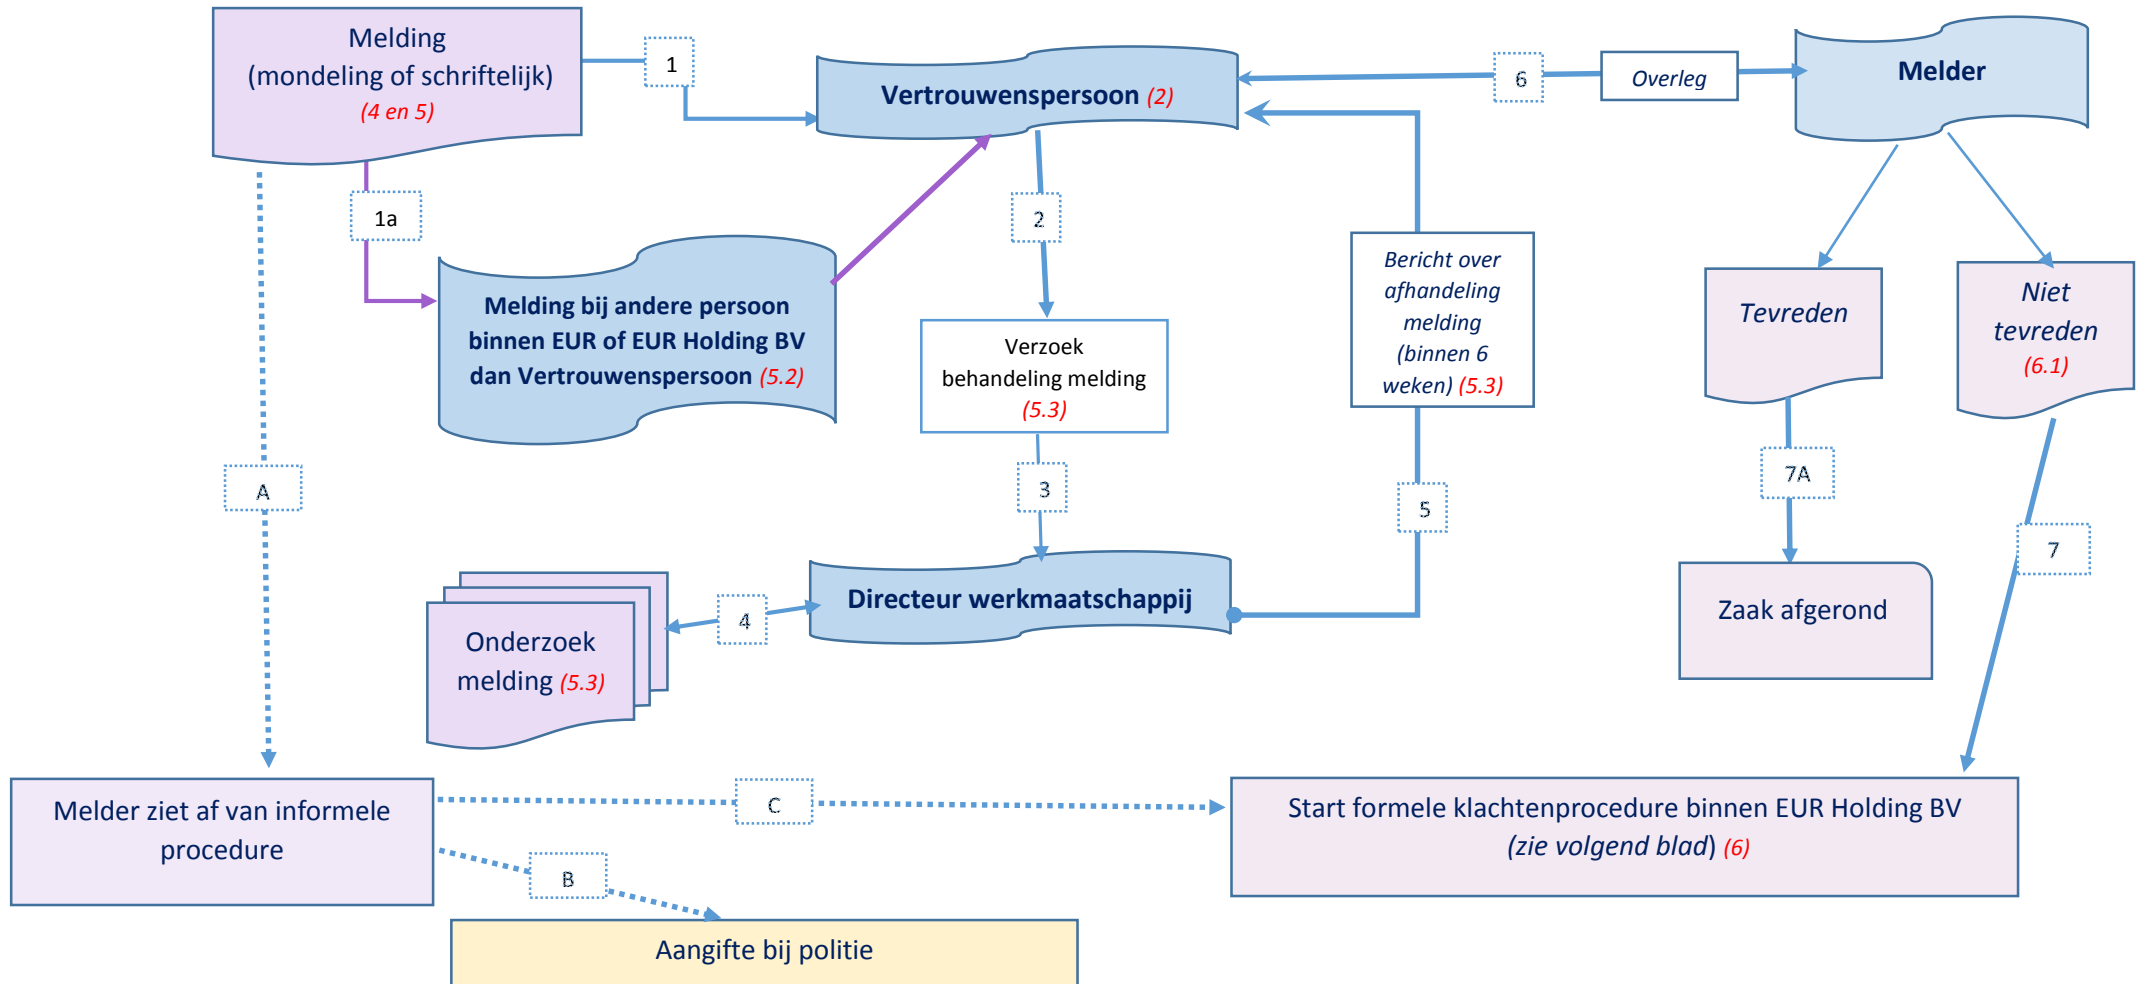 Melding
(mondeling of schriftelijk)
(4 en 5)
1
Vertrouwenspersoon (2)
6
Overleg
Melder
1a
2
Melding bij andere persoon
binnen EUR of EUR Holding BV
dan Vertrouwenspersoon (5.2)
Verzoek
behandeling melding
(5.3)
Bericht over
afhandeling
melding
(binnen 6
weken) (5.3)
Tevreden
Niet
tevreden
(6.1)
A
3
5
7A
7
Onderzoek
melding (5.3)
4
Directeur werkmaatschappij
Zaak afgerond
Melder ziet af van informele
procedure
C
B
Start formele klachtenprocedure binnen EUR Holding BV
(zie volgend blad) (6)
Aangifte bij politie